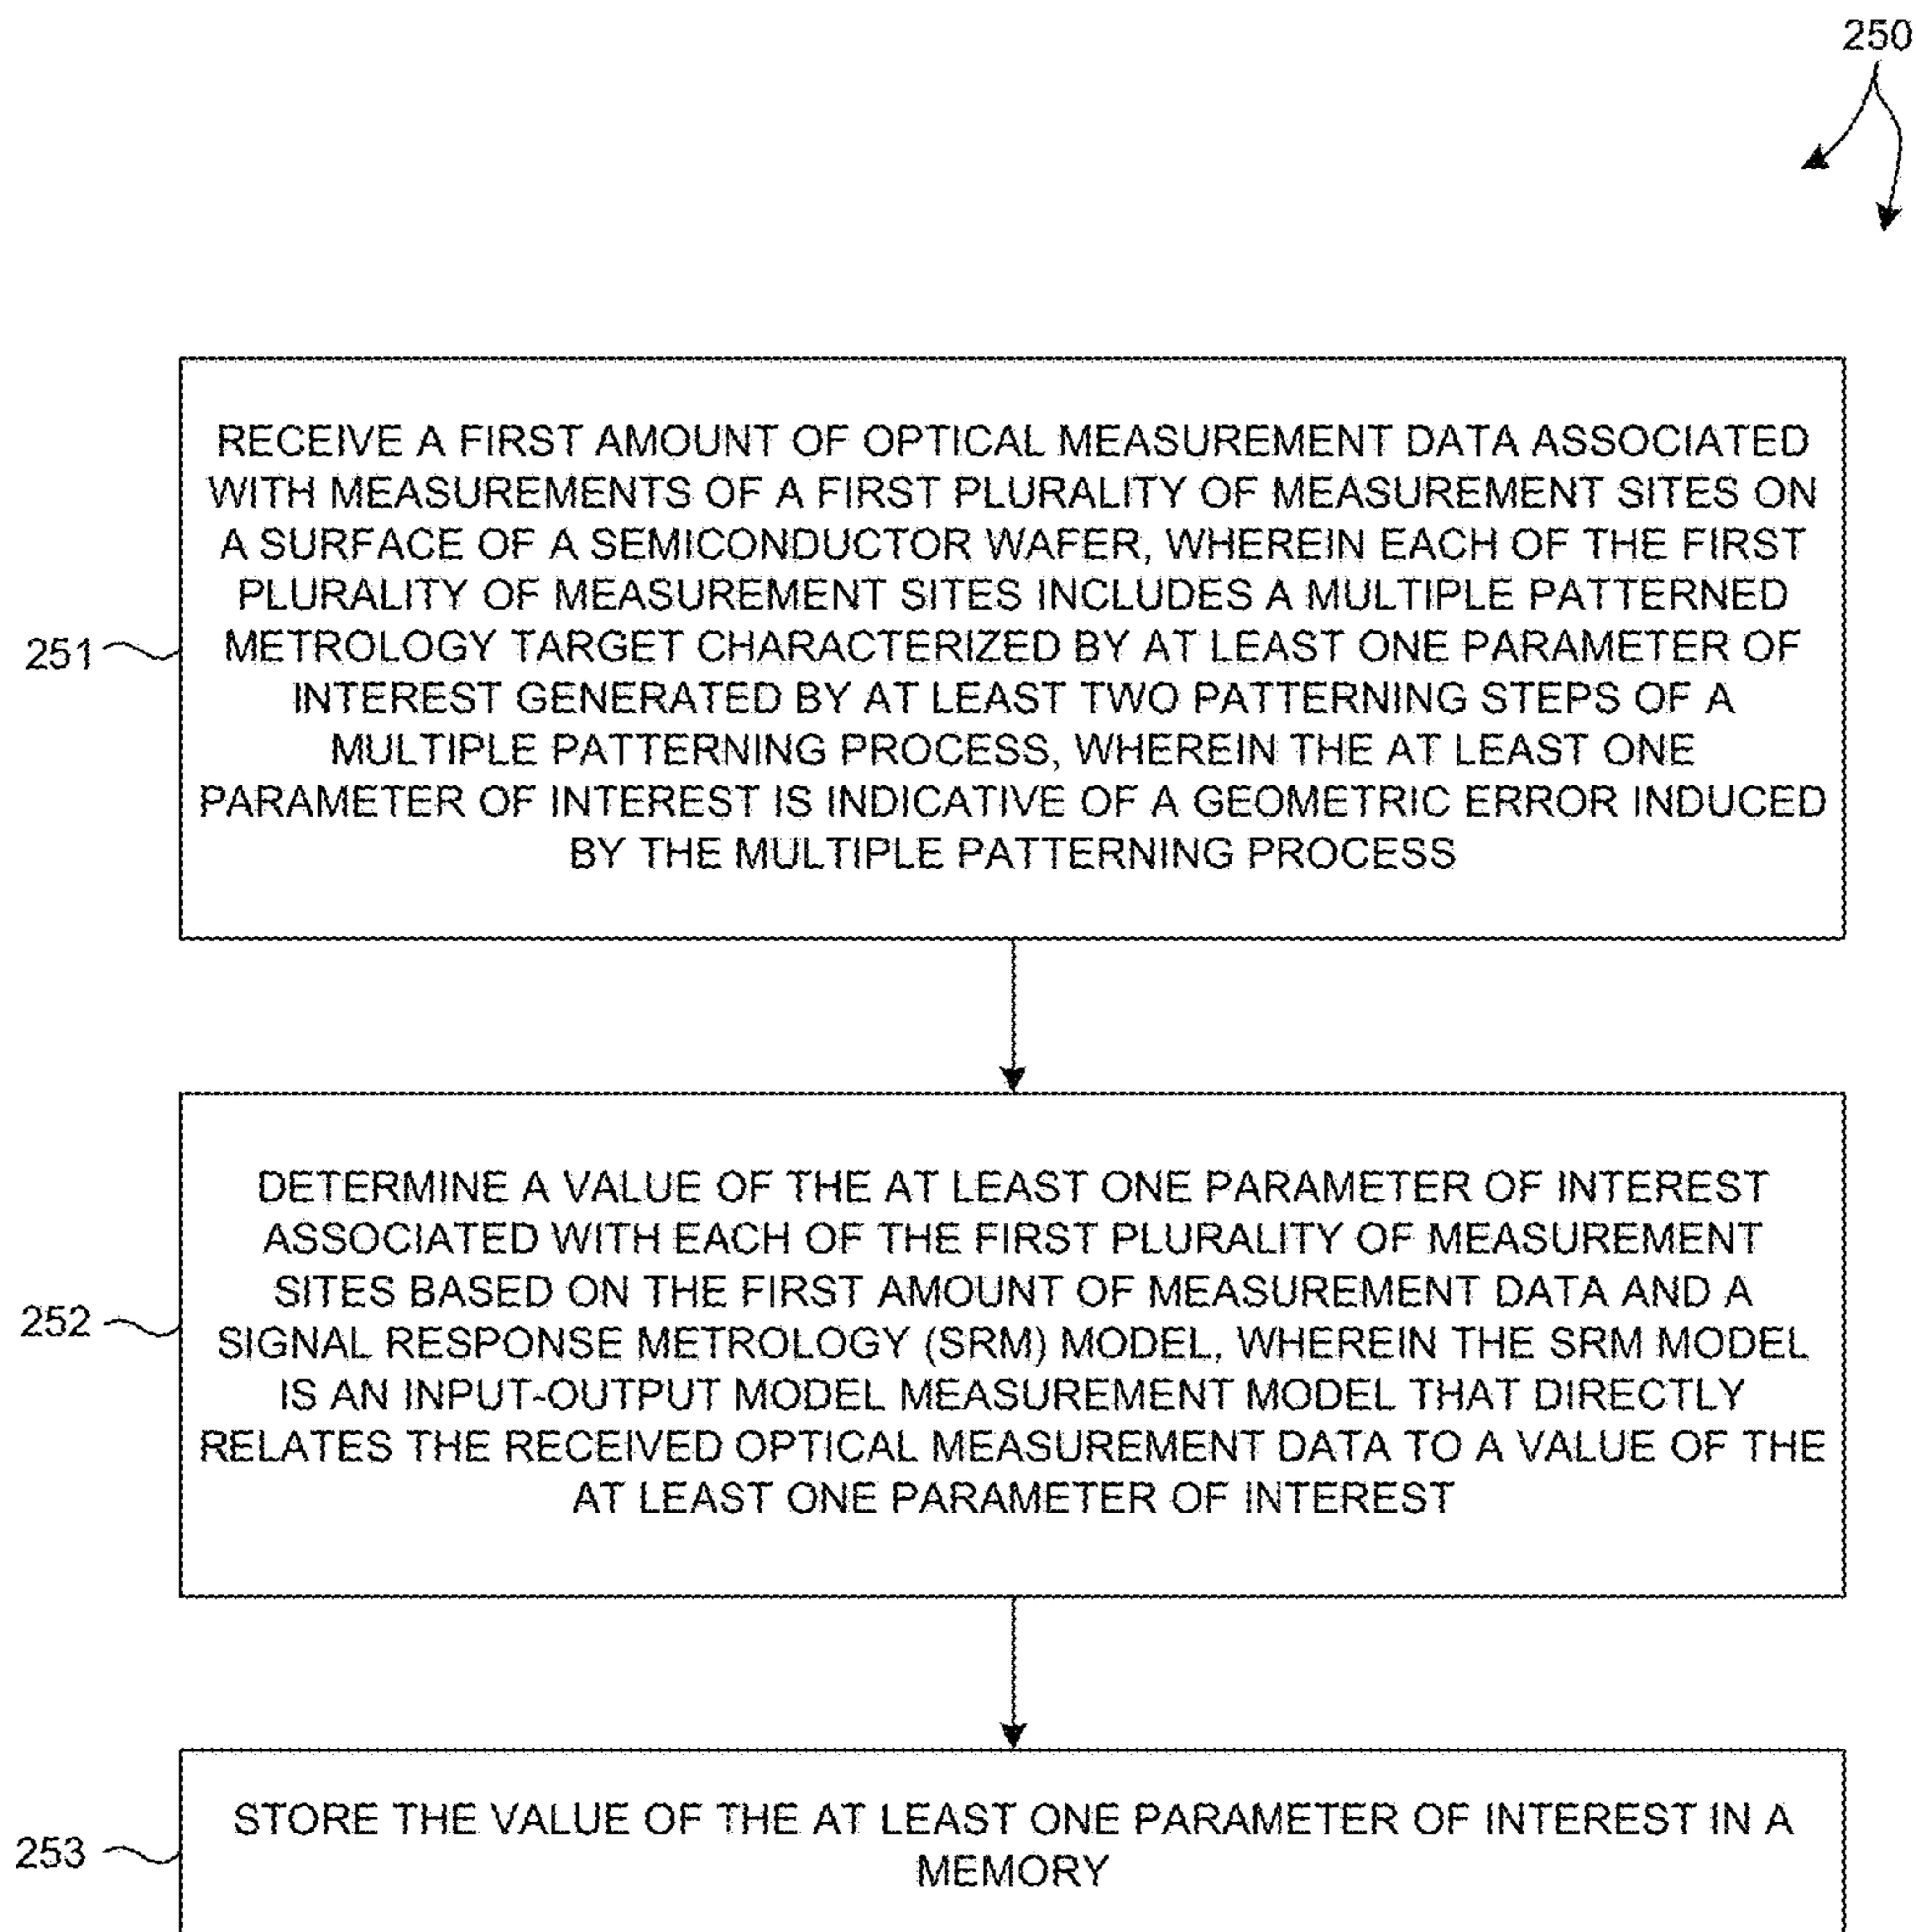 250
RECEIVE A FIRST AMOUNT OF OPTICAL MEASUREMENT DATA ASSOCIATED
WITH MEASUREMENTS OF A FIRST PLURALITY OF MEASUREMENT SITES ON
A SURFACE OF A SEMICONDUCTOR WAFER, WHEREIN EACH OF THE FIRST
PLURALITY OF MEASUREMENT SITES INCLUDES A MULTIPLE PATTERNED
METROLOGY TARGET CHARACTERIZED BY AT LEAST ONE PARAMETER OF
INTEREST GENERATED BY AT LEAST TWO PATTERNING STEPS OF A
MULTIPLE PATTERNING PROCESS, WHEREIN THE AT LEAST ONE
PARAMETER OF INTEREST IS INDICATIVE OF A GEOMETRIC ERROR INDUCED
BY THE MULTIPLE PATTERNING PROCESS
251
DETERMINE A VALUE OF THE AT LEAST ONE PARAMETER OF INTEREST
ASSOCIATED WITH EACH OF THE FIRST PLURALITY OF MEASUREMENT
SITES BASED ON THE FIRST AMOUNT OF MEASUREMENT DATA AND A
SIGNAL RESPONSE METROLOGY (SRM) MODEL, WHEREIN THE SRM MODEL
IS AN INPUT-OUTPUT MODEL MEASUREMENT MODEL THAT DIRECTLY
RELATES THE RECEIVED OPTICAL MEASUREMENT DATA TO A VALUE OF THE
AT LEAST ONE PARAMETER OF INTEREST
252
STORE THE VALUE OF THE AT LEAST ONE PARAMETER OF INTEREST IN A
MEMORY
253